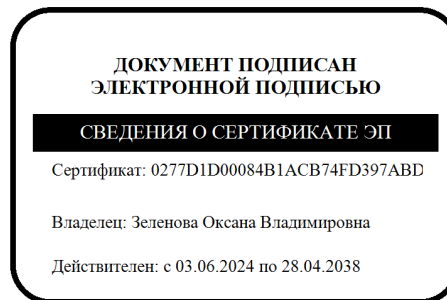 ДОКУМЕНТ ПОДПИСАН
ЭЛЕКТРОННОЙ ПОДПИСЬЮ
СВЕДЕНИЯ О СЕРТИФИКАТЕ ЭП
Сертификат: 0277D1D00084B1ACB74FD397ABD
Владелец: Зеленова Оксана Владимировна
Действителен: с 03.06.2024 по 28.04.2038